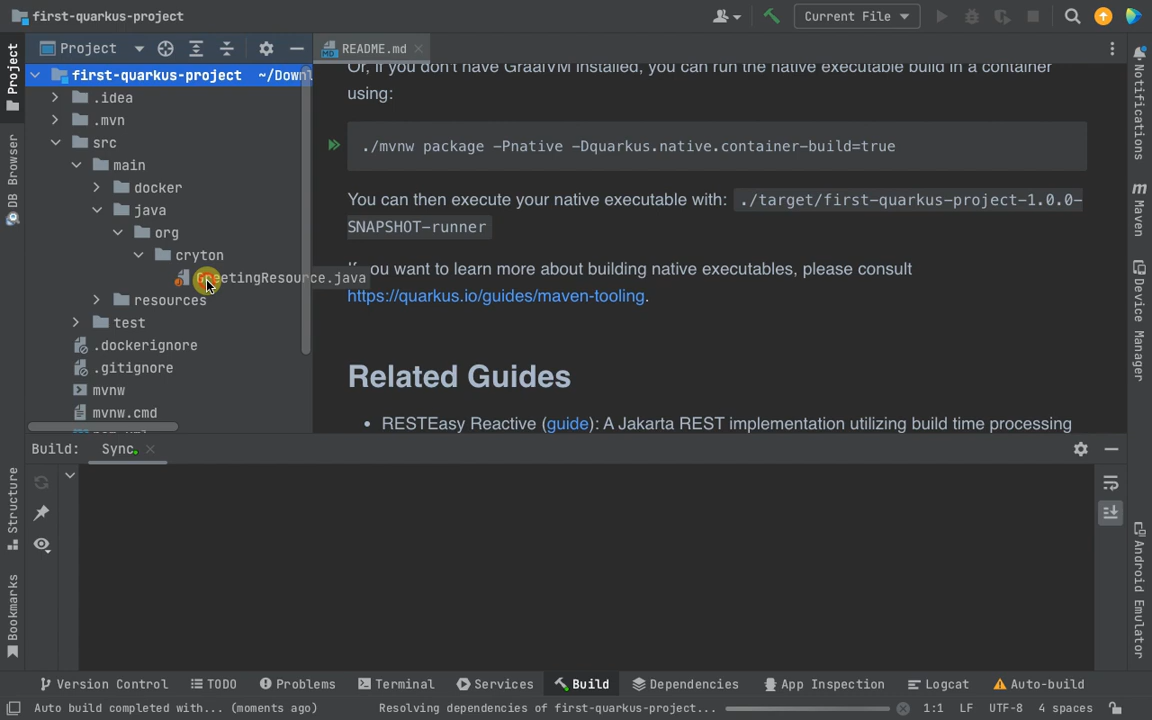 first-quarkus-project
Current File
Project
README.md
first-quarkus-project ~/Downl
.idea
.mvn
src
main
docker
java
org
cryton
GreetingResource.java
resources
test
.dockerignore
.gitignore
mvnw
mvnw.cmd
Or, if you don't have GraalVM installed, you can run the native executable build in a container
using:
./mvnw package -Pnative -Dquarkus.native.container-build=true
You can then execute your native executable with: ./target/first-quarkus-project-1.0.0-
SNAPSHOT-runner
If you want to learn more about building native executables, please consult
https://quarkus.io/guides/maven-tooling.
Related Guides
• RESTEasy Reactive (guide): A Jakarta REST implementation utilizing build time processing
Project
DB Browser
Structure
Bookmarks
Notifications
m Maven
Device Manager
Android Emulator
Build: Sync
Version Control TODO Problems Terminal Services Build Dependencies App Inspection Logcat Auto-build
Auto build completed with... (moments ago) Resolving dependencies of first-quarkus-project... 1:1 LF UTF-8 4 spaces